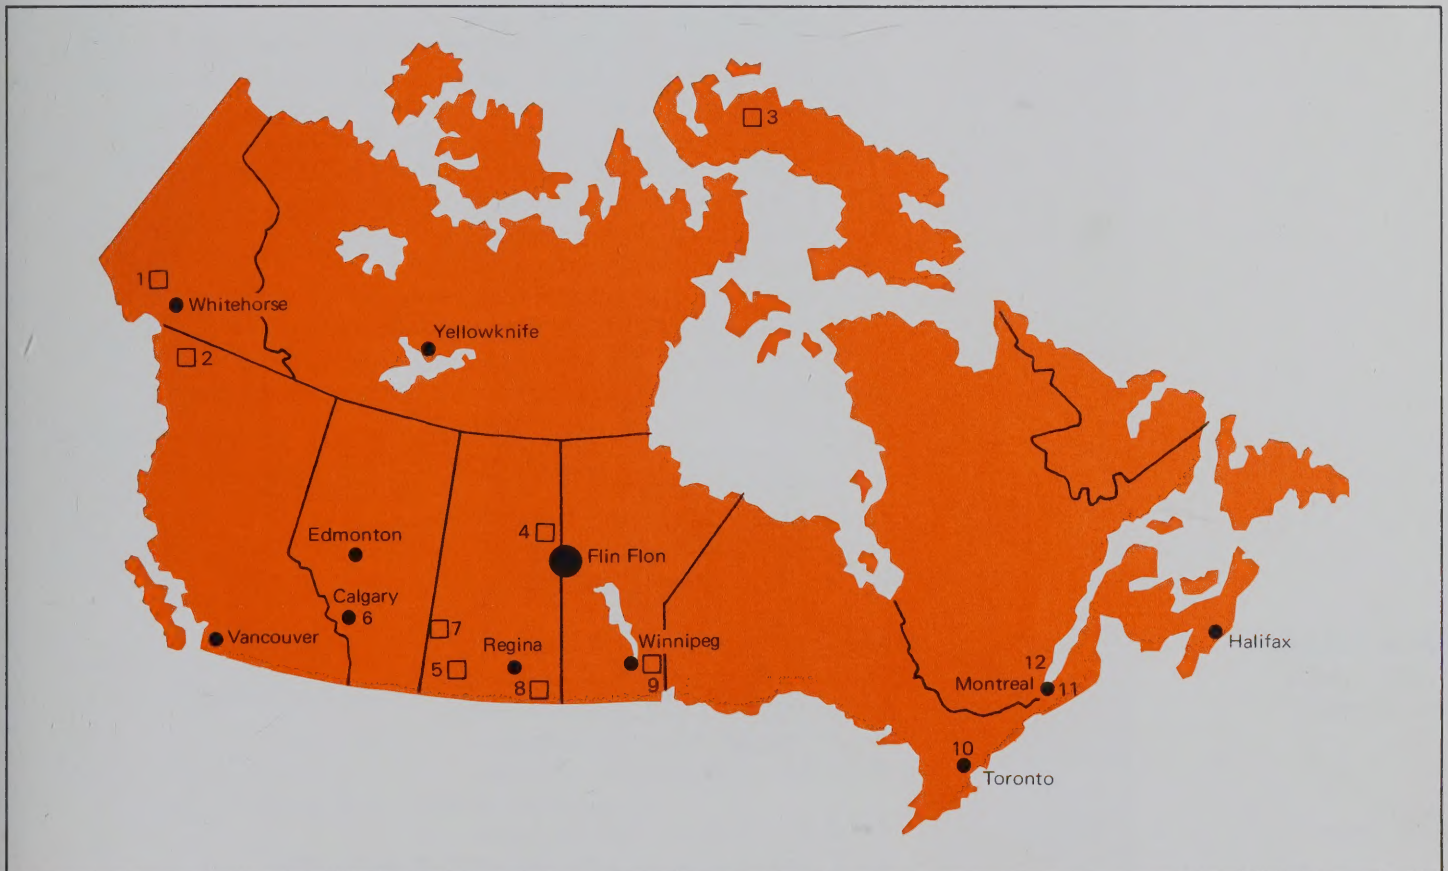 3
1
Whitehorse
Yellowknife
2
4
Edmonton
Flin Flon
Calgary
6
7
Vancouver
Regina
Winnipeg
Halifax
5
8
9
12
Montreal
11
10
Toronto